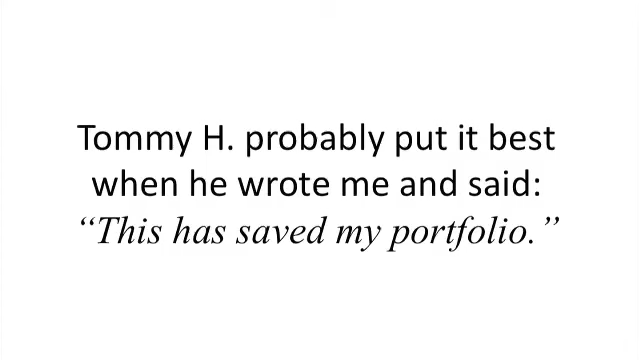 Tommy H. probably put it best
when he wrote me and said:
“This has saved my portfolio.”